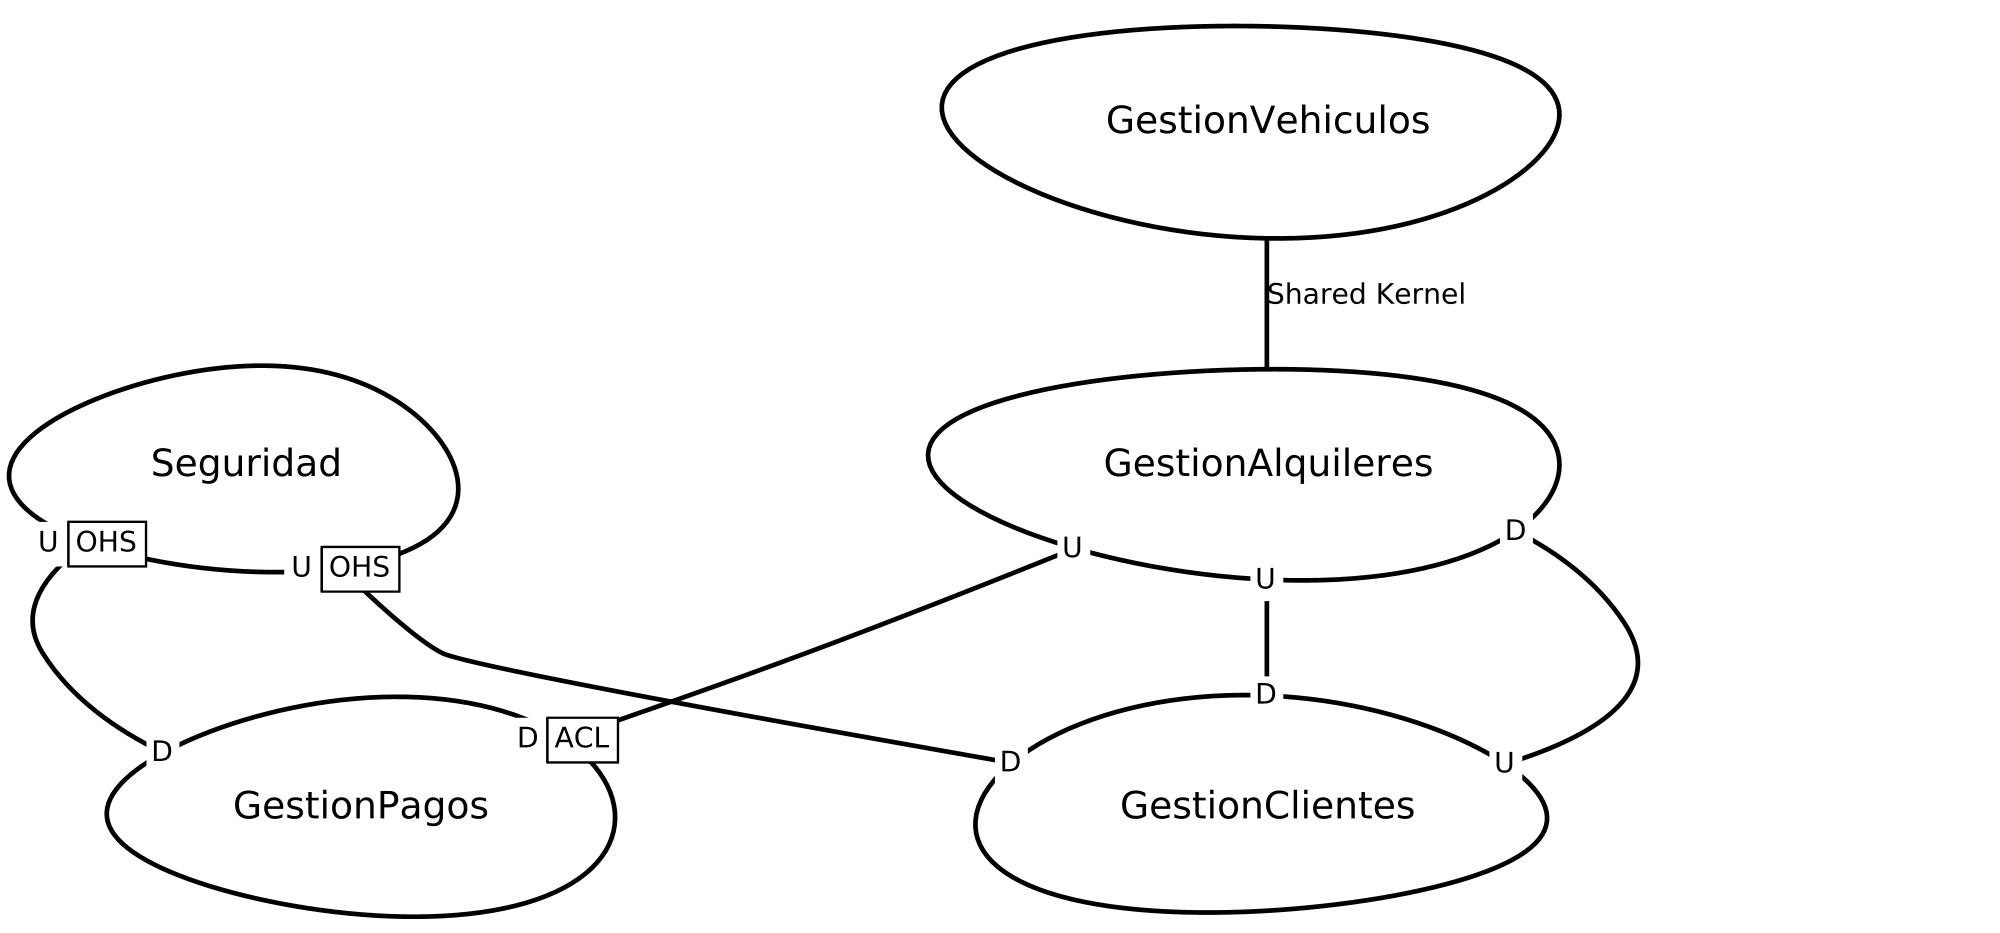 GestionVehiculos
Shared Kernel
Seguridad
GestionAlquileres
U OHS
U OHS
U
U
D
D
D ACL
D
D
U
GestionPagos
GestionClientes